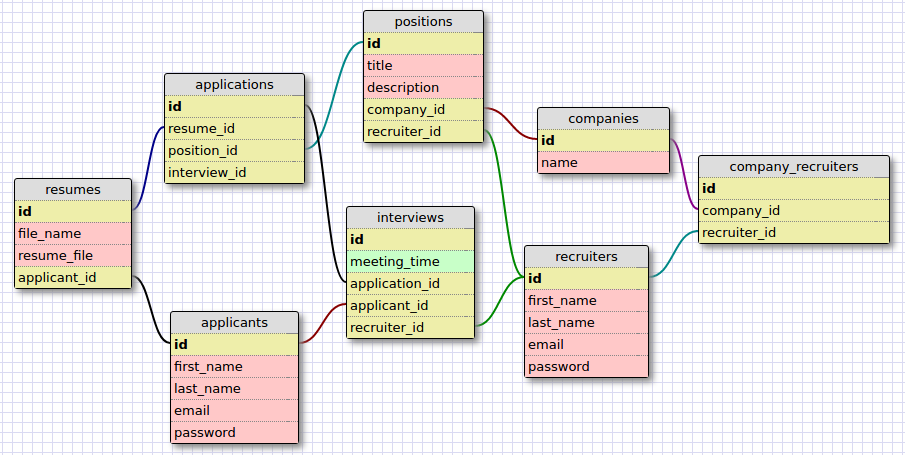 positions
id
title
description
company_id
recruiter_id
applications
id
resume_id
position_id
interview_id
companies
id
name
company_recruiters
id
company_id
recruiter_id
resumes
id
file_name
resume_file
applicant_id
interviews
id
meeting_time
application_id
applicant_id
recruiter_id
recruiters
id
first_name
last_name
email
password
applicants
id
first_name
last_name
email
password